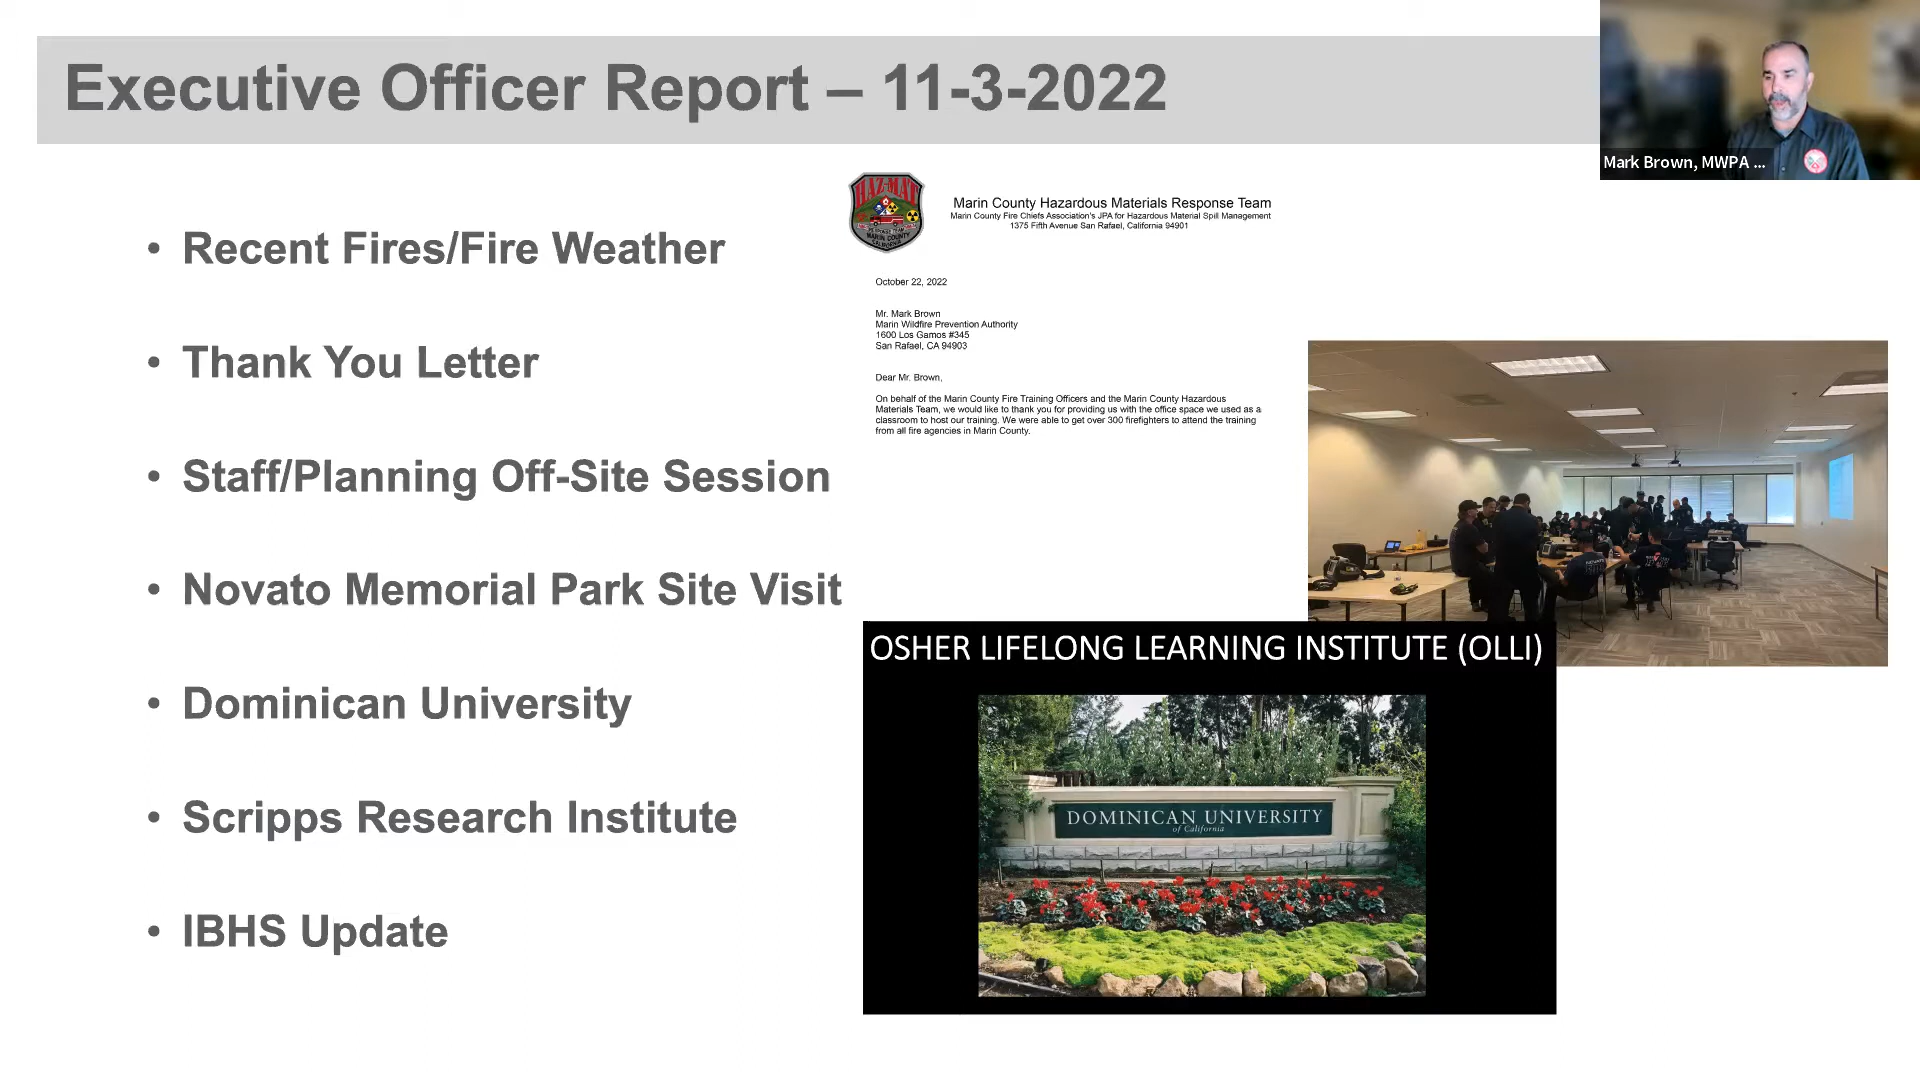 Executive Officer Report – 11-3-2022
Mark Brown, MWPA ...
• Recent Fires/Fire Weather
• Thank You Letter
• Staff/Planning Off-Site Session
• Novato Memorial Park Site Visit
• Dominican University
• Scripps Research Institute
• IBHS Update
HAZ-MAT
RESPONSE TEAM
MARIN COUNTY
CALIFORNIA
Marin County Hazardous Materials Response Team
Marin County Fire Chiefs Association's JPA for Hazardous Material Spill Management
1375 Fifth Avenue San Rafael, California 94901
October 22, 2022
Mr. Mark Brown
Marin Wildfire Prevention Authority
1600 Los Gamos #345
San Rafael, CA 94903
Dear Mr. Brown,
On behalf of the Marin County Fire Training Officers and the Marin County Hazardous
Materials Team, we would like to thank you for providing us with the office space we used as a
classroom to host our training. We were able to get over 300 firefighters to attend the training
from all fire agencies in Marin County.
OSHER LIFELONG LEARNING INSTITUTE (OLLI)
DOMINICAN UNIVERSITY
of California